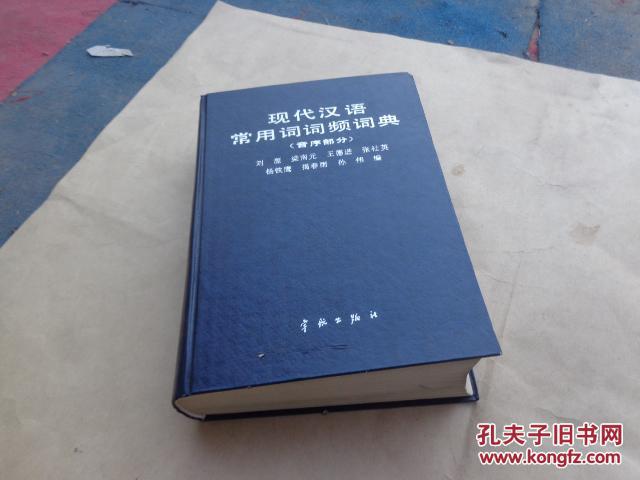 现代汉语
常用词词频词典
(音序部分)
刘源 梁南元 王德进 张社英
杨铁鹰 揭春雨 孙伟 编
宇航出版社
孔夫子旧书网
www.kongfz.com